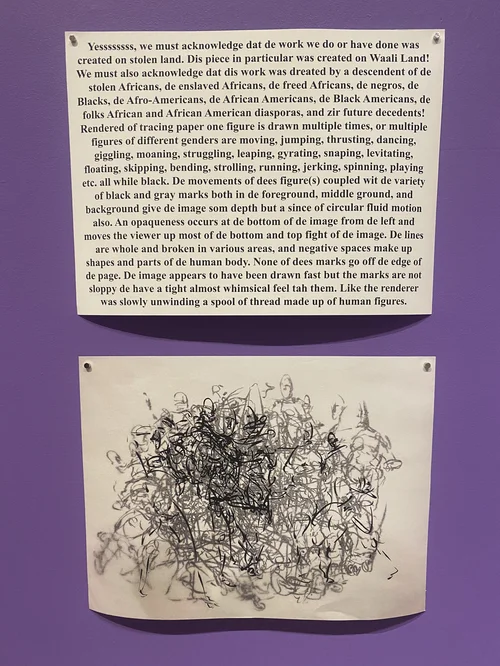 Yessssssss, we must acknowledge dat de work we do or have done was
created on stolen land. Dis piece in particular was created on Waali Land!
We must also acknowledge dat dis work was dreated by a descendent of de
stolen Africans, de enslaved Africans, de freed Africans, de negros, de
Blacks, de Afro-Americans, de African Americans, de Black Americans, de
folks African and African American diasporas, and zir future decedents!
Rendered of tracing paper one figure is drawn multiple times, or multiple
figures of different genders are moving, jumping, thrusting, dancing,
giggling, moaning, struggling, leaping, gyrating, snaping, levitating,
floating, skipping, bending, strolling, running, jerking, spinning, playing
etc. all while black. De movements of dees figure(s) coupled wit de variety
of black and gray marks both in de foreground, middle ground, and
background give de image som depth but a since of circular fluid motion
also. An opaqueness occurs at de bottom of de image from de left and
moves the viewer up most of de bottom and top fight of de image. De lines
are whole and broken in various areas, and negative spaces make up
shapes and parts of de human body. None of dees marks go off de edge of
de page. De image appears to have been drawn fast but the marks are not
sloppy de have a tight almost whimsical feel tah them. Like the renderer
was slowly unwinding a spool of thread made up of human figures.